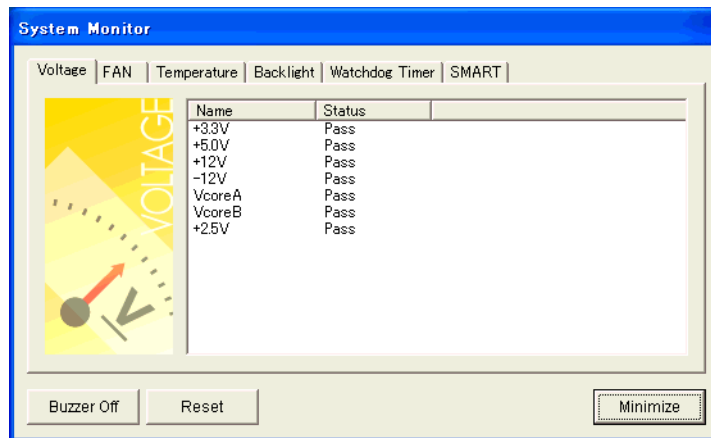 System Monitor
Voltage FAN Temperature Backlight Watchdog Timer SMART
VOLTAGE
Name Status
+3.3V Pass
+5.0V Pass
+12V Pass
-12V Pass
VcoreA Pass
VcoreB Pass
+2.5V Pass
V
Buzzer Off Reset Minimize